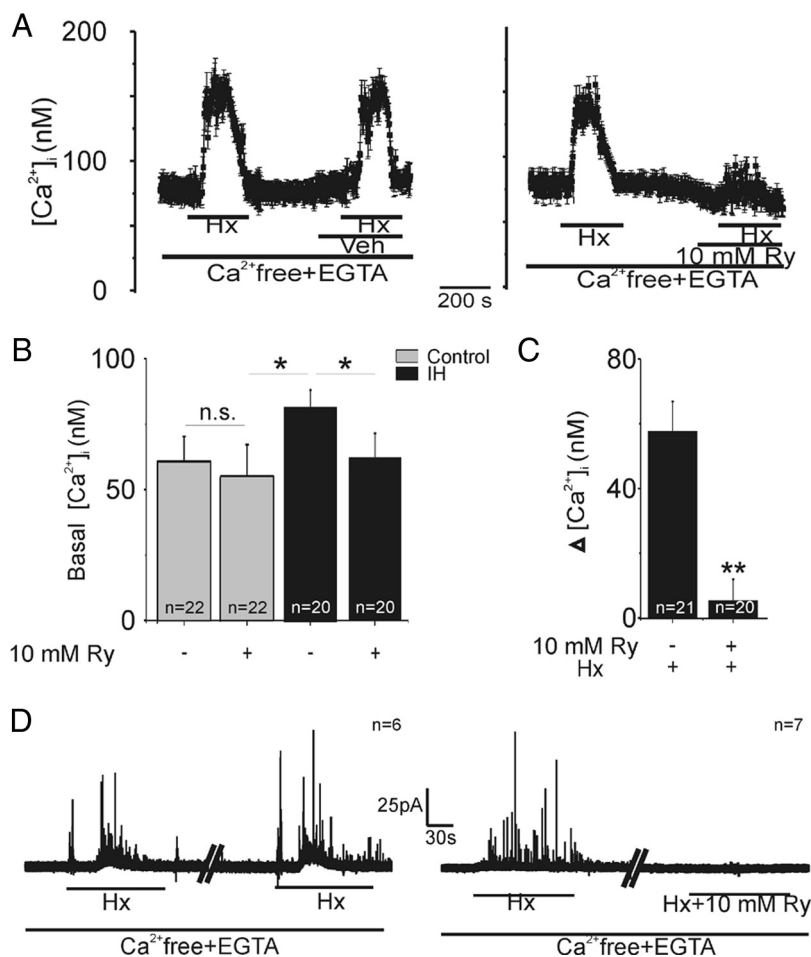 A
200
150
100
50
0
[Ca²⁺]i (nM)
Hx
Hx
Veh
Ca²⁺free+EGTA
200 s
Hx
Hx
10 mM Ry
Ca²⁺free+EGTA
B
100
50
0
Basal [Ca²⁺]i (nM)
n.s.
*
*
Control
IH
n=22
n=22
n=20
n=20
10 mM Ry - + - +
C
80
40
0
Δ [Ca²⁺]i (nM)
**
n=21
n=20
10 mM Ry - +
Hx + +
D
n=6
Hx
Hx
Ca²⁺free+EGTA
25pA
30s
n=7
Hx
Hx+10 mM Ry
Ca²⁺free+EGTA